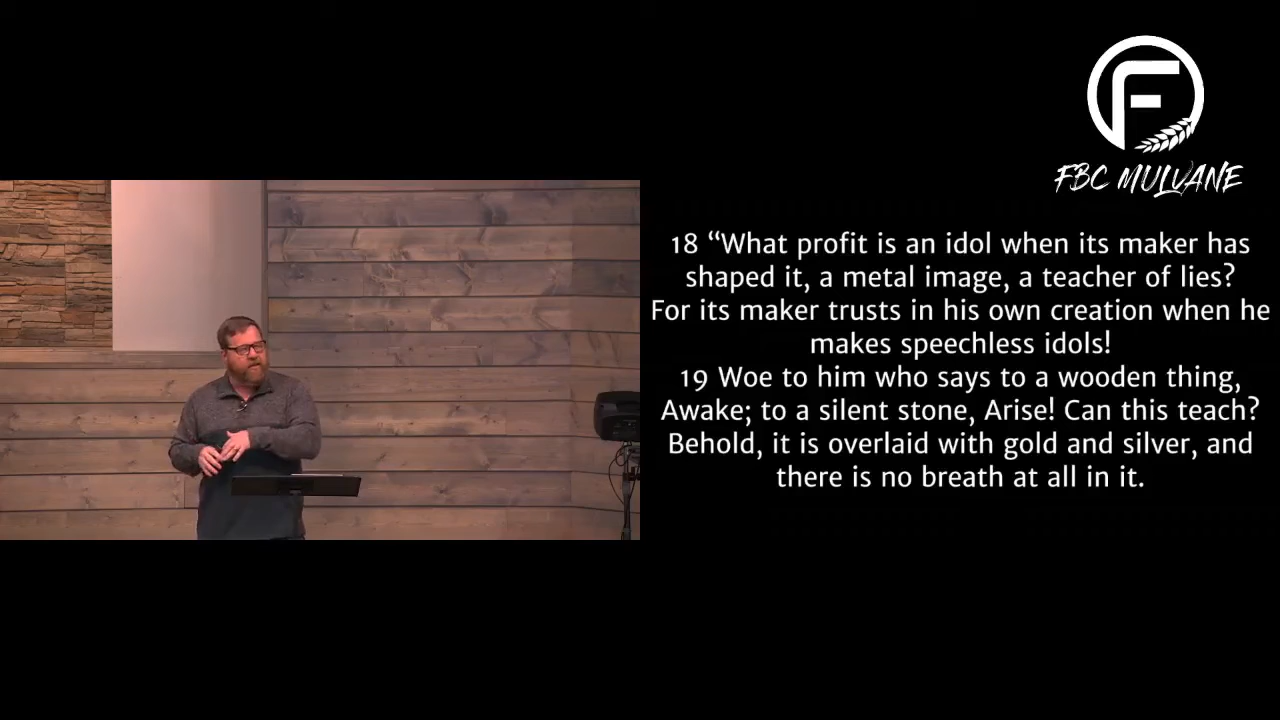 FBC MULVANE
18 “What profit is an idol when its maker has
shaped it, a metal image, a teacher of lies?
For its maker trusts in his own creation when he
makes speechless idols!
19 Woe to him who says to a wooden thing,
Awake; to a silent stone, Arise! Can this teach?
Behold, it is overlaid with gold and silver, and
there is no breath at all in it.